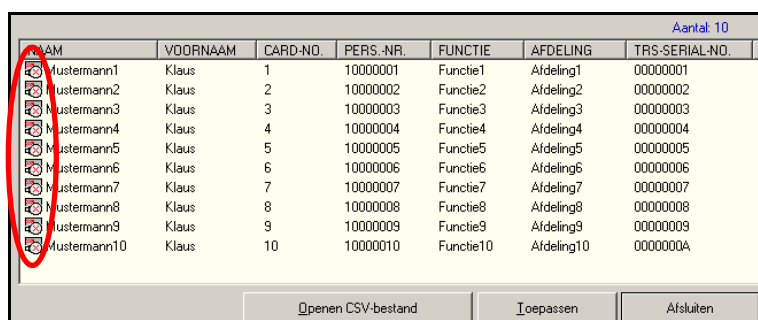 Aantal: 10
NAAM VOORNAAM CARD-NO. PERS.-NR. FUNCTIE AFDELING TRS-SERIAL-NO.
Mustermann1 Klaus 1 10000001 Functie1 Afdeling1 00000001
Mustermann2 Klaus 2 10000002 Functie2 Afdeling2 00000002
Mustermann3 Klaus 3 10000003 Functie3 Afdeling3 00000003
Mustermann4 Klaus 4 10000004 Functie4 Afdeling4 00000004
Mustermann5 Klaus 5 10000005 Functie5 Afdeling5 00000005
Mustermann6 Klaus 6 10000006 Functie6 Afdeling6 00000006
Mustermann7 Klaus 7 10000007 Functie7 Afdeling7 00000007
Mustermann8 Klaus 8 10000008 Functie8 Afdeling8 00000008
Mustermann9 Klaus 9 10000009 Functie9 Afdeling9 00000009
Mustermann10 Klaus 10 10000010 Functie10 Afdeling10 0000000A
Openen CSV-bestand Toepassen Afsluiten